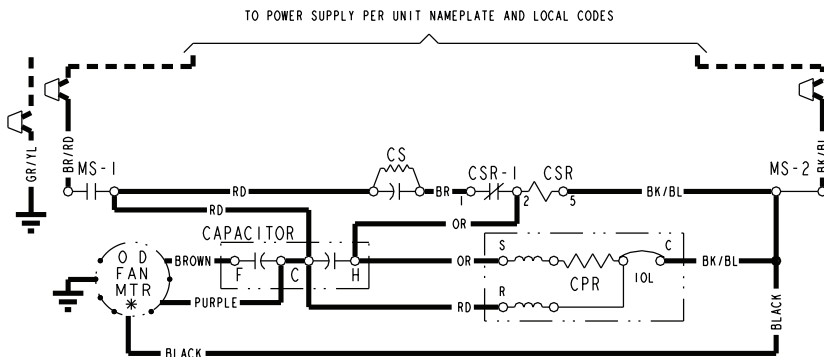 TO POWER SUPPLY PER UNIT NAMEPLATE AND LOCAL CODES
GR/YL
BR/RD
BK/BL
MS-1
CS
CSR-1
CSR
MS-2
RD
BR
1
2
5
BK/BL
RD
OR
CAPACITOR
O D
FAN
MTR
*
BROWN
F
C
H
OR
S
CPR
IOL
C
BK/BL
PURPLE
RD
R
BLACK
BLACK